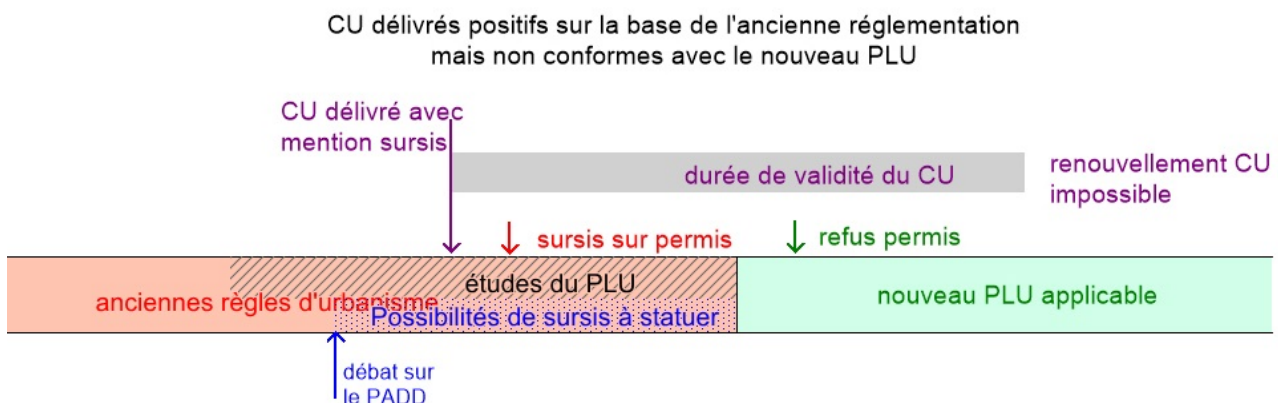 CU délivrés positifs sur la base de l'ancienne réglementation
mais non conformes avec le nouveau PLU
CU délivré avec
mention sursis
durée de validité du CU
renouvellement CU
impossible
sursis sur permis
refus permis
études du PLU
anciennes règles d'urbanisme
Possibilités de sursis à statuer
nouveau PLU applicable
débat sur
le PADD